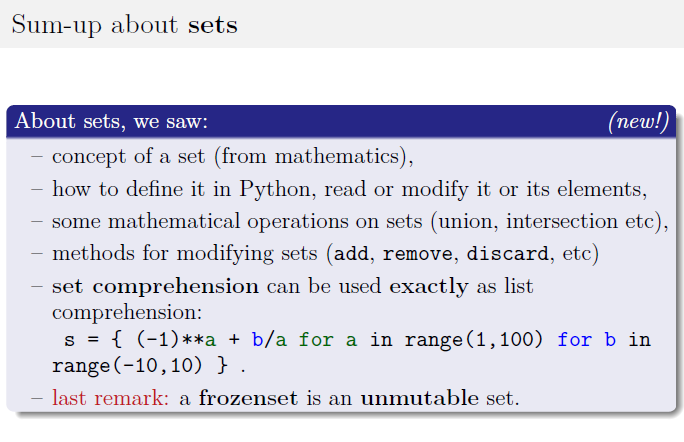 Sum-up about sets
About sets, we saw: (new!)
– concept of a set (from mathematics),
– how to define it in Python, read or modify it or its elements,
– some mathematical operations on sets (union, intersection etc),
– methods for modifying sets (add, remove, discard, etc)
– set comprehension can be used exactly as list
comprehension:
s = { (-1)**a + b/a for a in range(1,100) for b in
range(-10,10) } .
– last remark: a frozenset is an unmutable set.